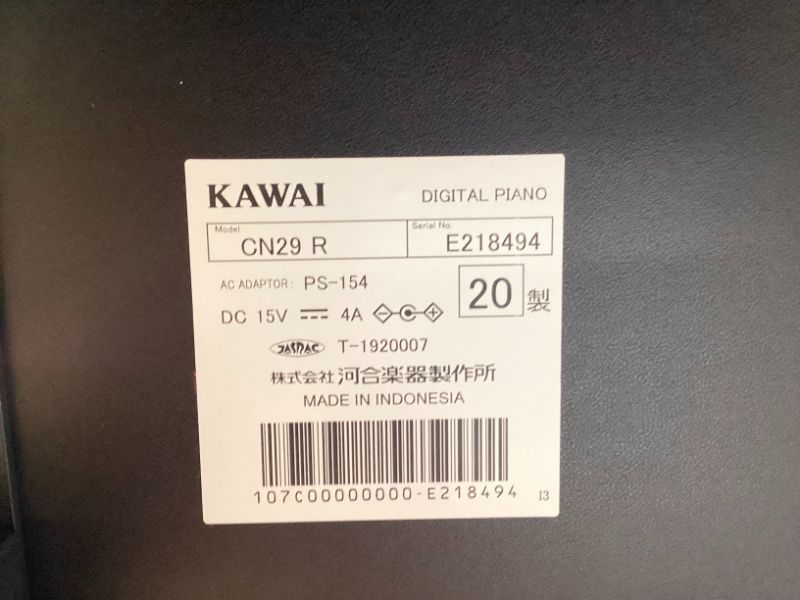 KAWAI DIGITAL PIANO
Model Serial No.
CN29 R E218494
AC ADAPTOR: PS-154
20 製
DC 15V 4A
JASRAC T-1920007
株式会社 河合楽器製作所
MADE IN INDONESIA
107C00000000-E218494 I3